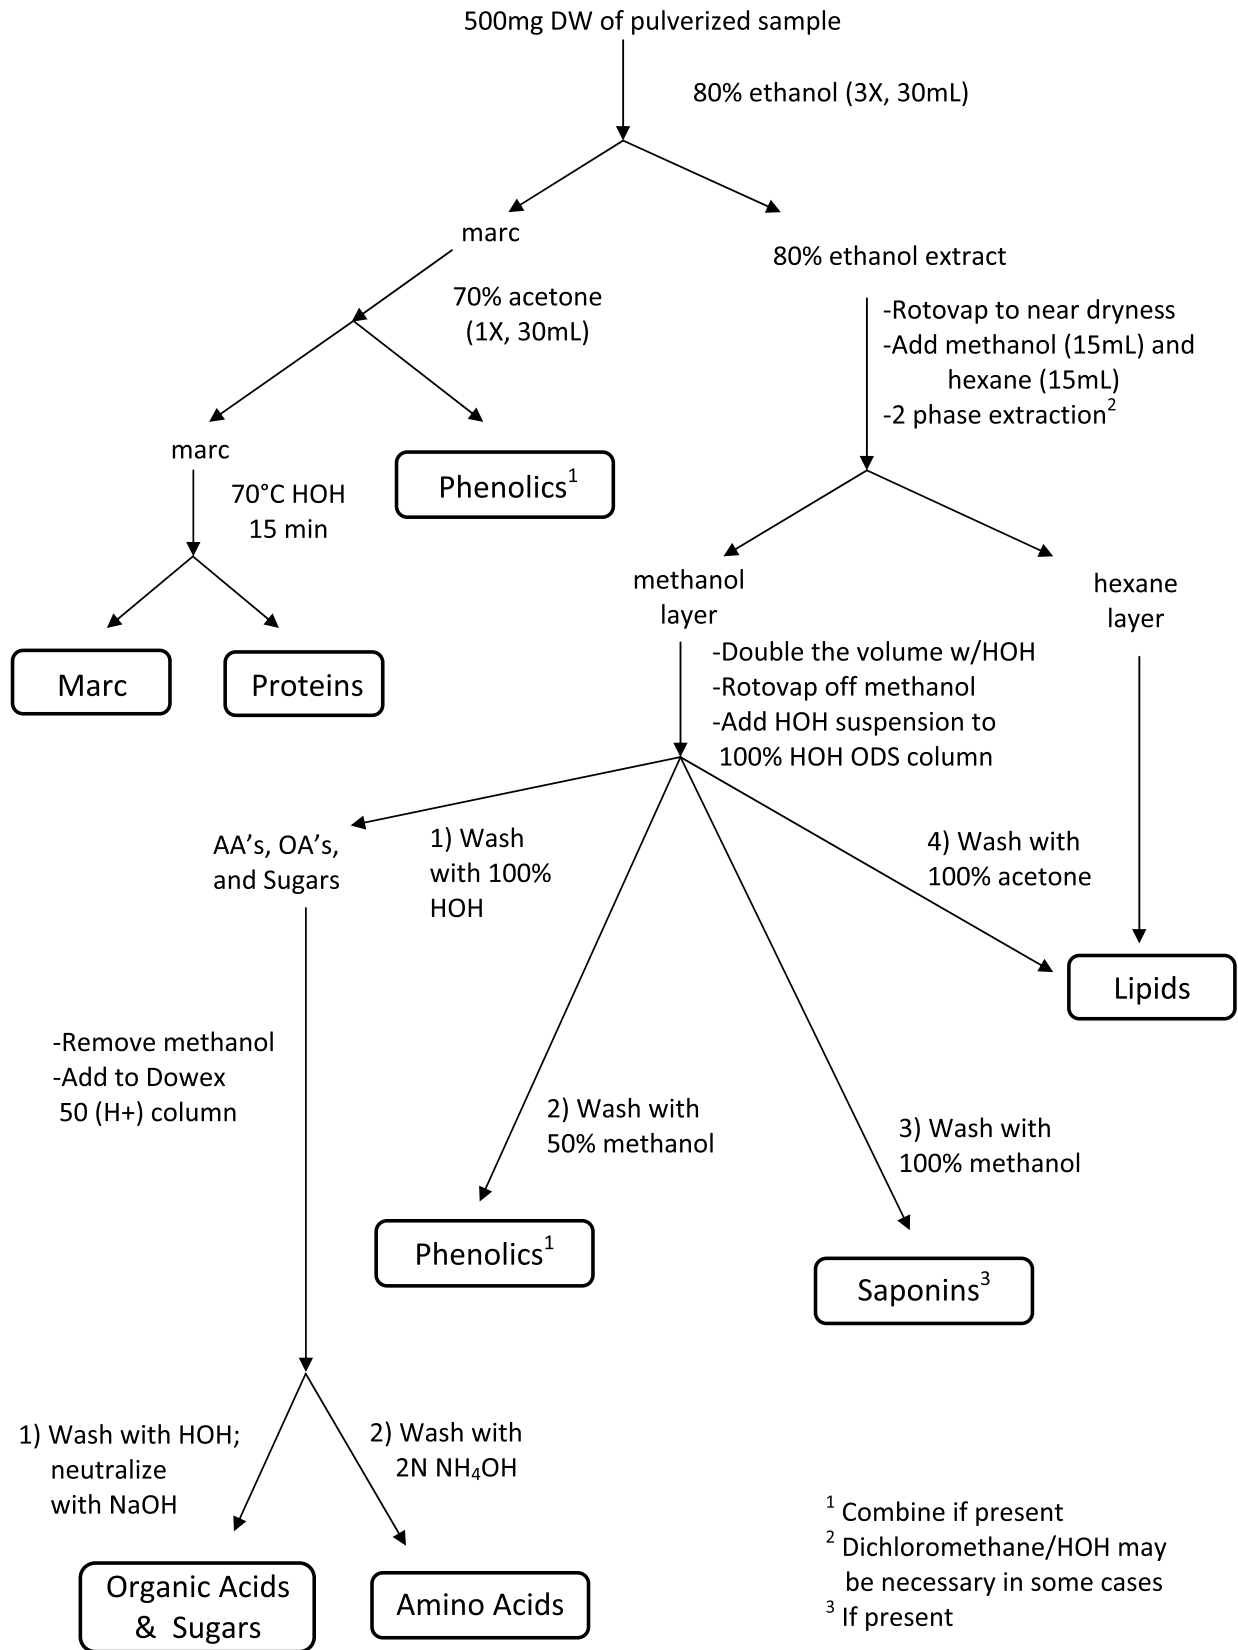 500mg DW of pulverized sample
80% ethanol (3X, 30mL)
marc
80% ethanol extract
70% acetone
(1X, 30mL)
-Rotovap to near dryness
-Add methanol (15mL) and
hexane (15mL)
-2 phase extraction²
marc
Phenolics¹
70°C HOH
15 min
methanol
layer
hexane
layer
Marc
Proteins
-Double the volume w/HOH
-Rotovap off methanol
-Add HOH suspension to
100% HOH ODS column
AA’s, OA’s,
and Sugars
1) Wash
with 100%
HOH
4) Wash with
100% acetone
Lipids
-Remove methanol
-Add to Dowex
50 (H+) column
2) Wash with
50% methanol
3) Wash with
100% methanol
Phenolics¹
Saponins³
1) Wash with HOH;
neutralize
with NaOH
2) Wash with
2N NH₄OH
Organic Acids
& Sugars
Amino Acids
¹ Combine if present
² Dichloromethane/HOH may
be necessary in some cases
³ If present